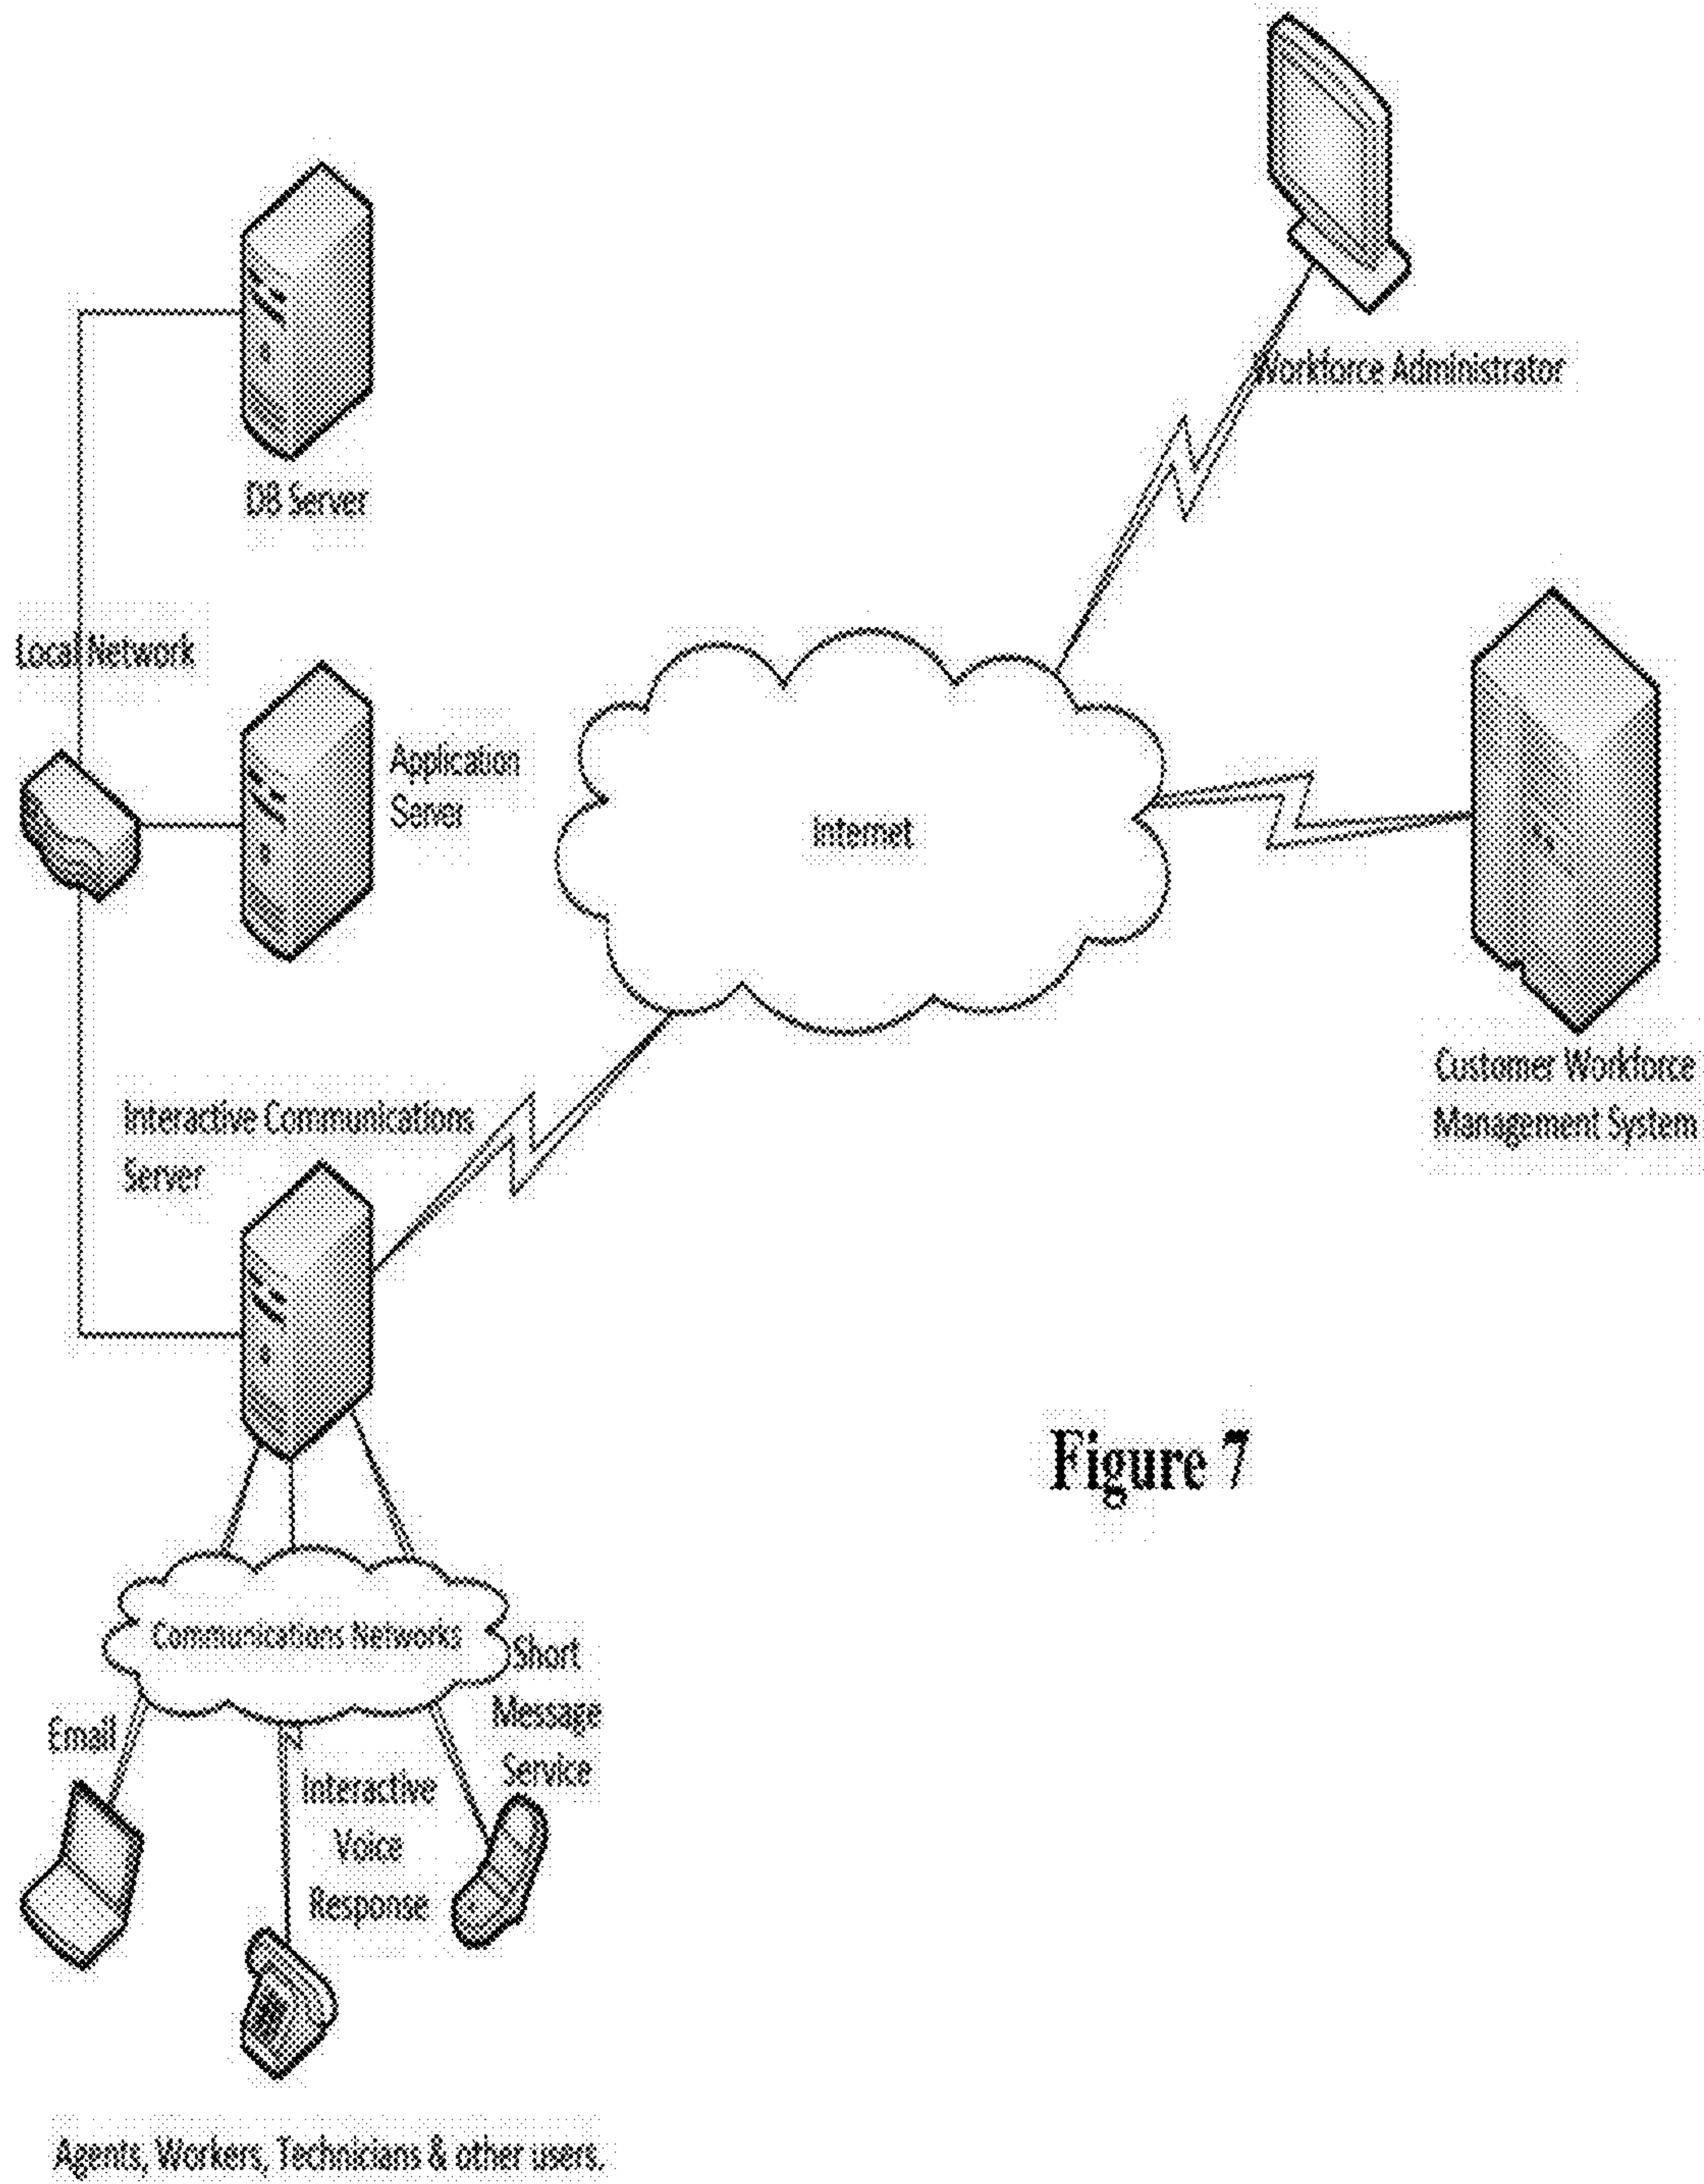 Workforce Administrator
DB Server
Local Network
Application
Server
Internet
Customer Workforce
Management System
Interactive Communications
Server
Figure 7
Communications Networks
Short
Message
Service
Email
Interactive
Voice
Response
Agents, Workers, Technicians & other users.